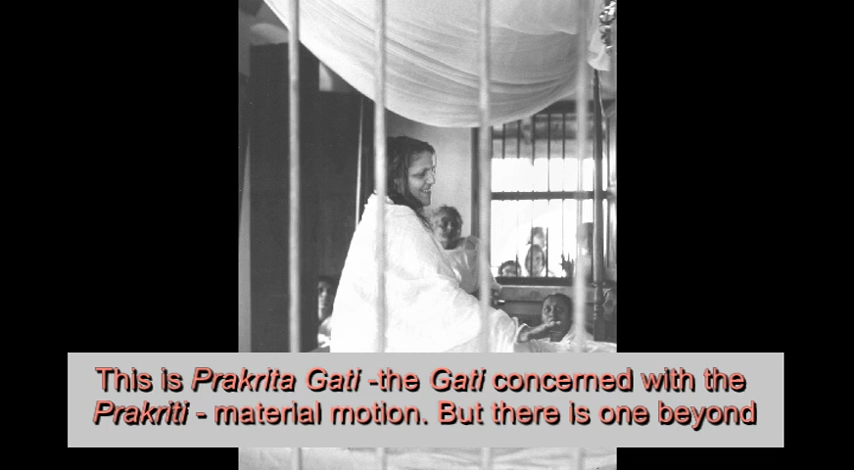 This is Prakrita Gati -the Gati concerned with the
Prakriti - material motion. But there is one beyond